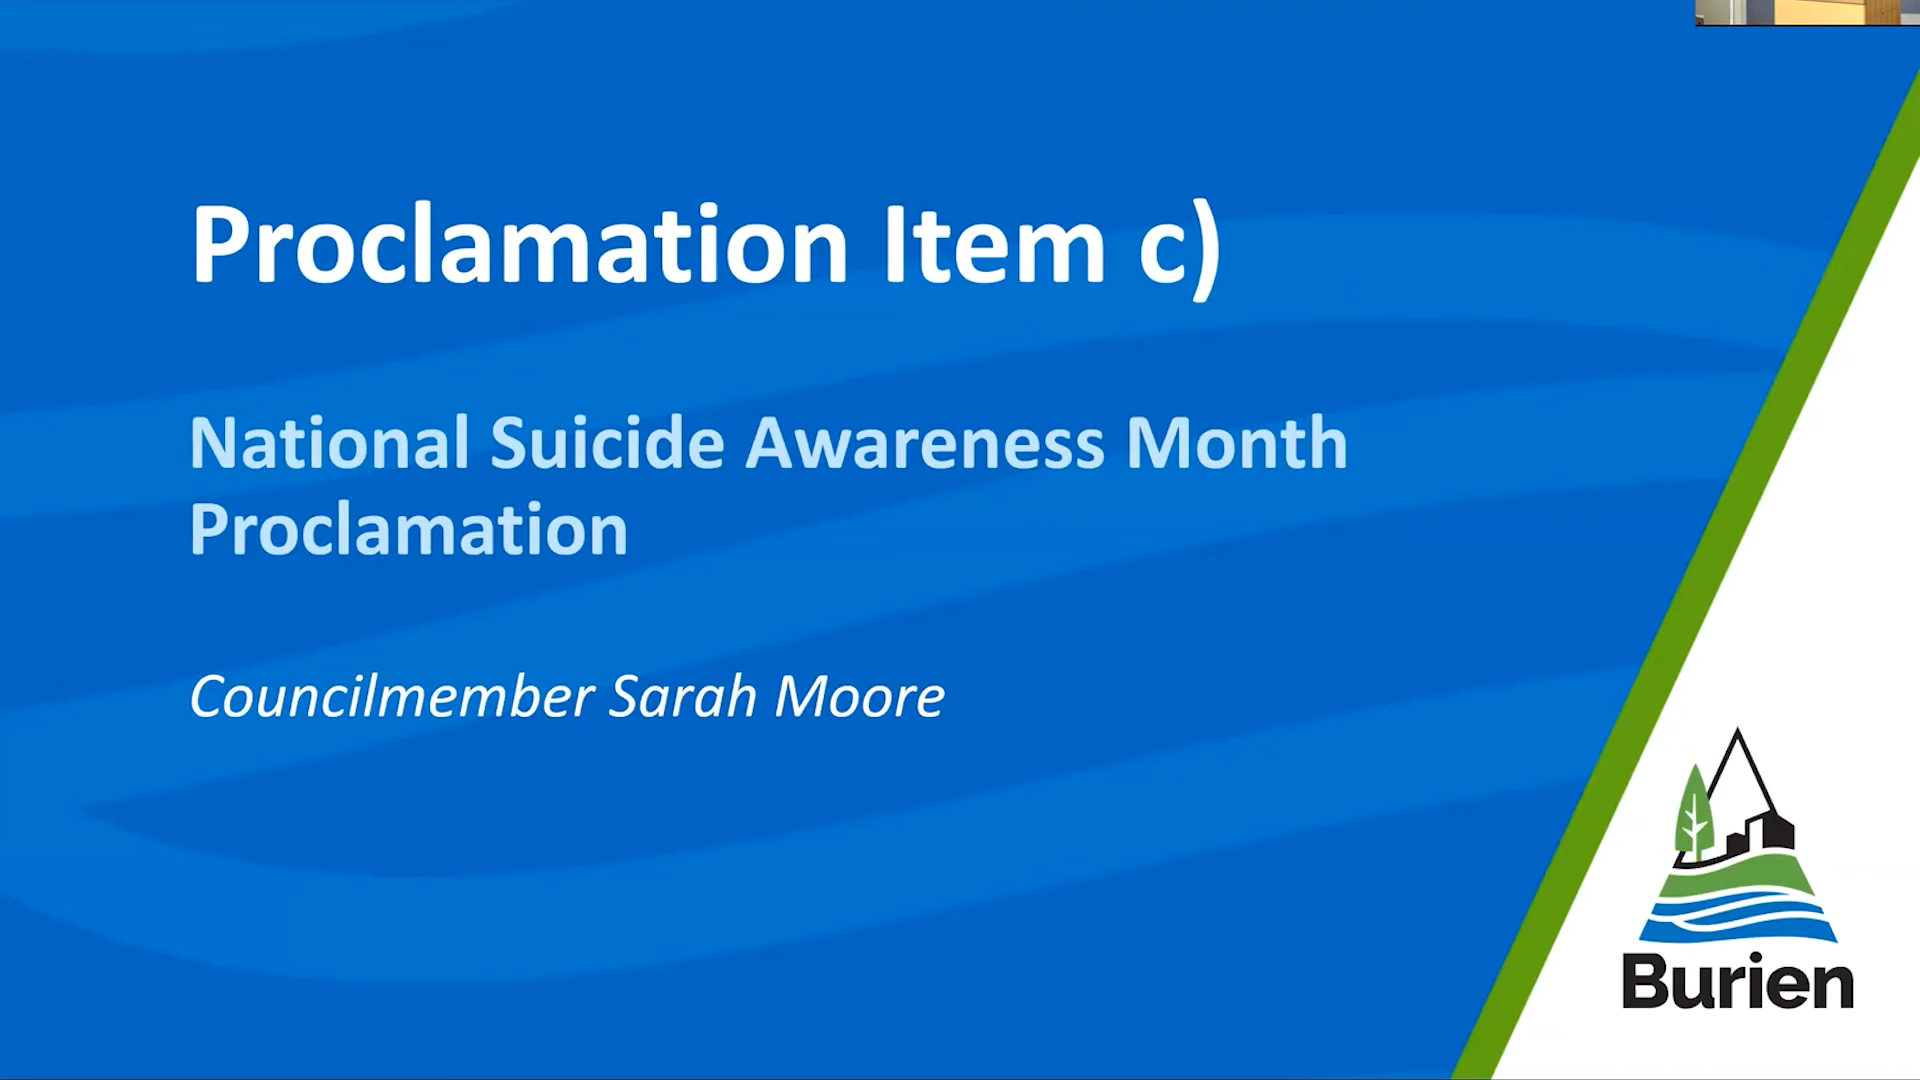 Proclamation Item c)
National Suicide Awareness Month
Proclamation
Councilmember Sarah Moore
Burien